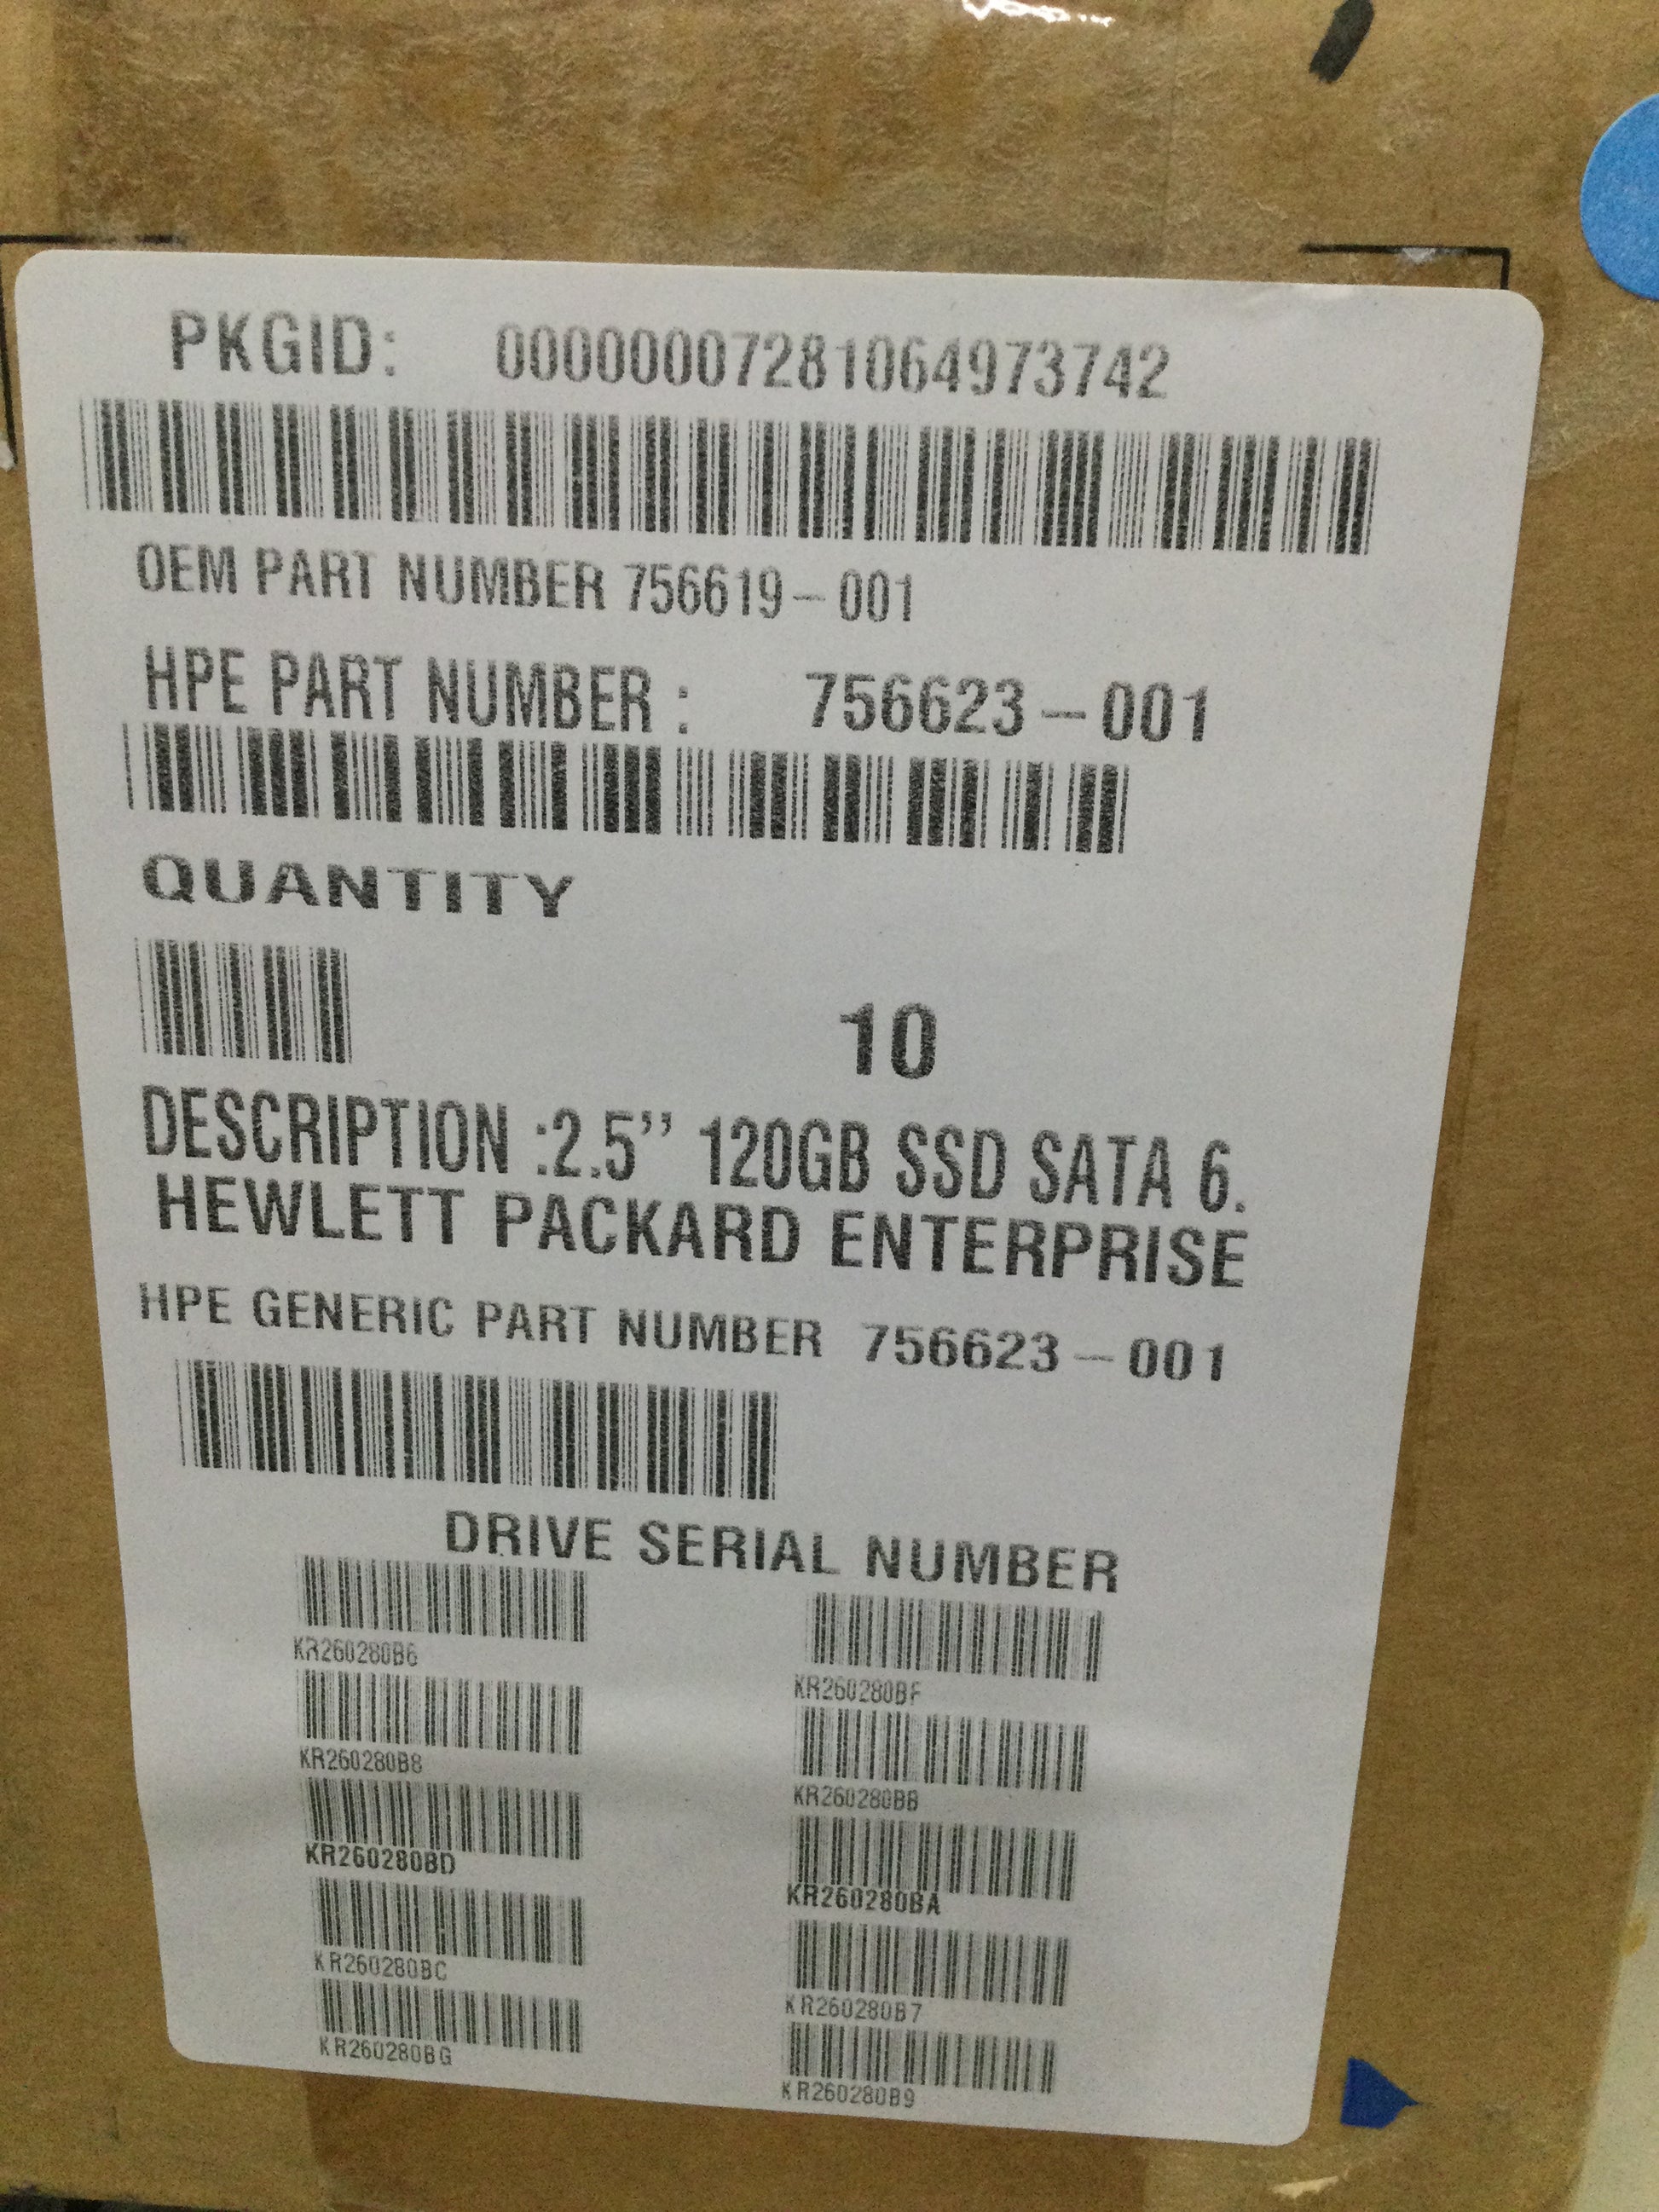 PKGID: 00000007281064973742
OEM PART NUMBER 756619-001
HPE PART NUMBER : 756623-001
QUANTITY
10
DESCRIPTION :2.5" 120GB SSD SATA 6.
HEWLETT PACKARD ENTERPRISE
HPE GENERIC PART NUMBER 756623-001
DRIVE SERIAL NUMBER
KR260280B6
KR260280BF
KR260280B8
KR260280BB
KR260280BD
KR260280BA
KR260280BC
KR260280B7
KR260280BG
KR260280B9